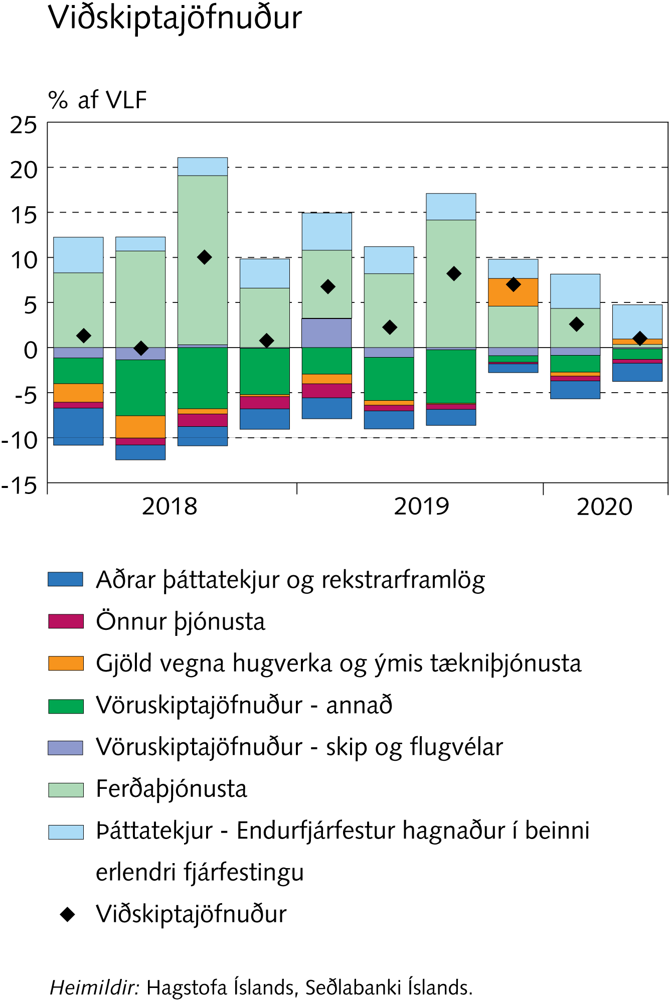 Viðskiptajöfnuður
% af VLF
25
20
15
10
5
0
-5
-10
-15
2018 2019 2020
Aðrar þáttatekjur og rekstrarframlög
Önnur þjónusta
Gjöld vegna hugverka og ýmis tækniþjónusta
Vöruskiptajöfnuður - annað
Vöruskiptajöfnuður - skip og flugvélar
Ferðaþjónusta
Þáttatekjur - Endurfjárfestur hagnaður í beinni
erlendri fjárfestingu
Viðskiptajöfnuður
Heimildir: Hagstofa Íslands, Seðlabanki Íslands.